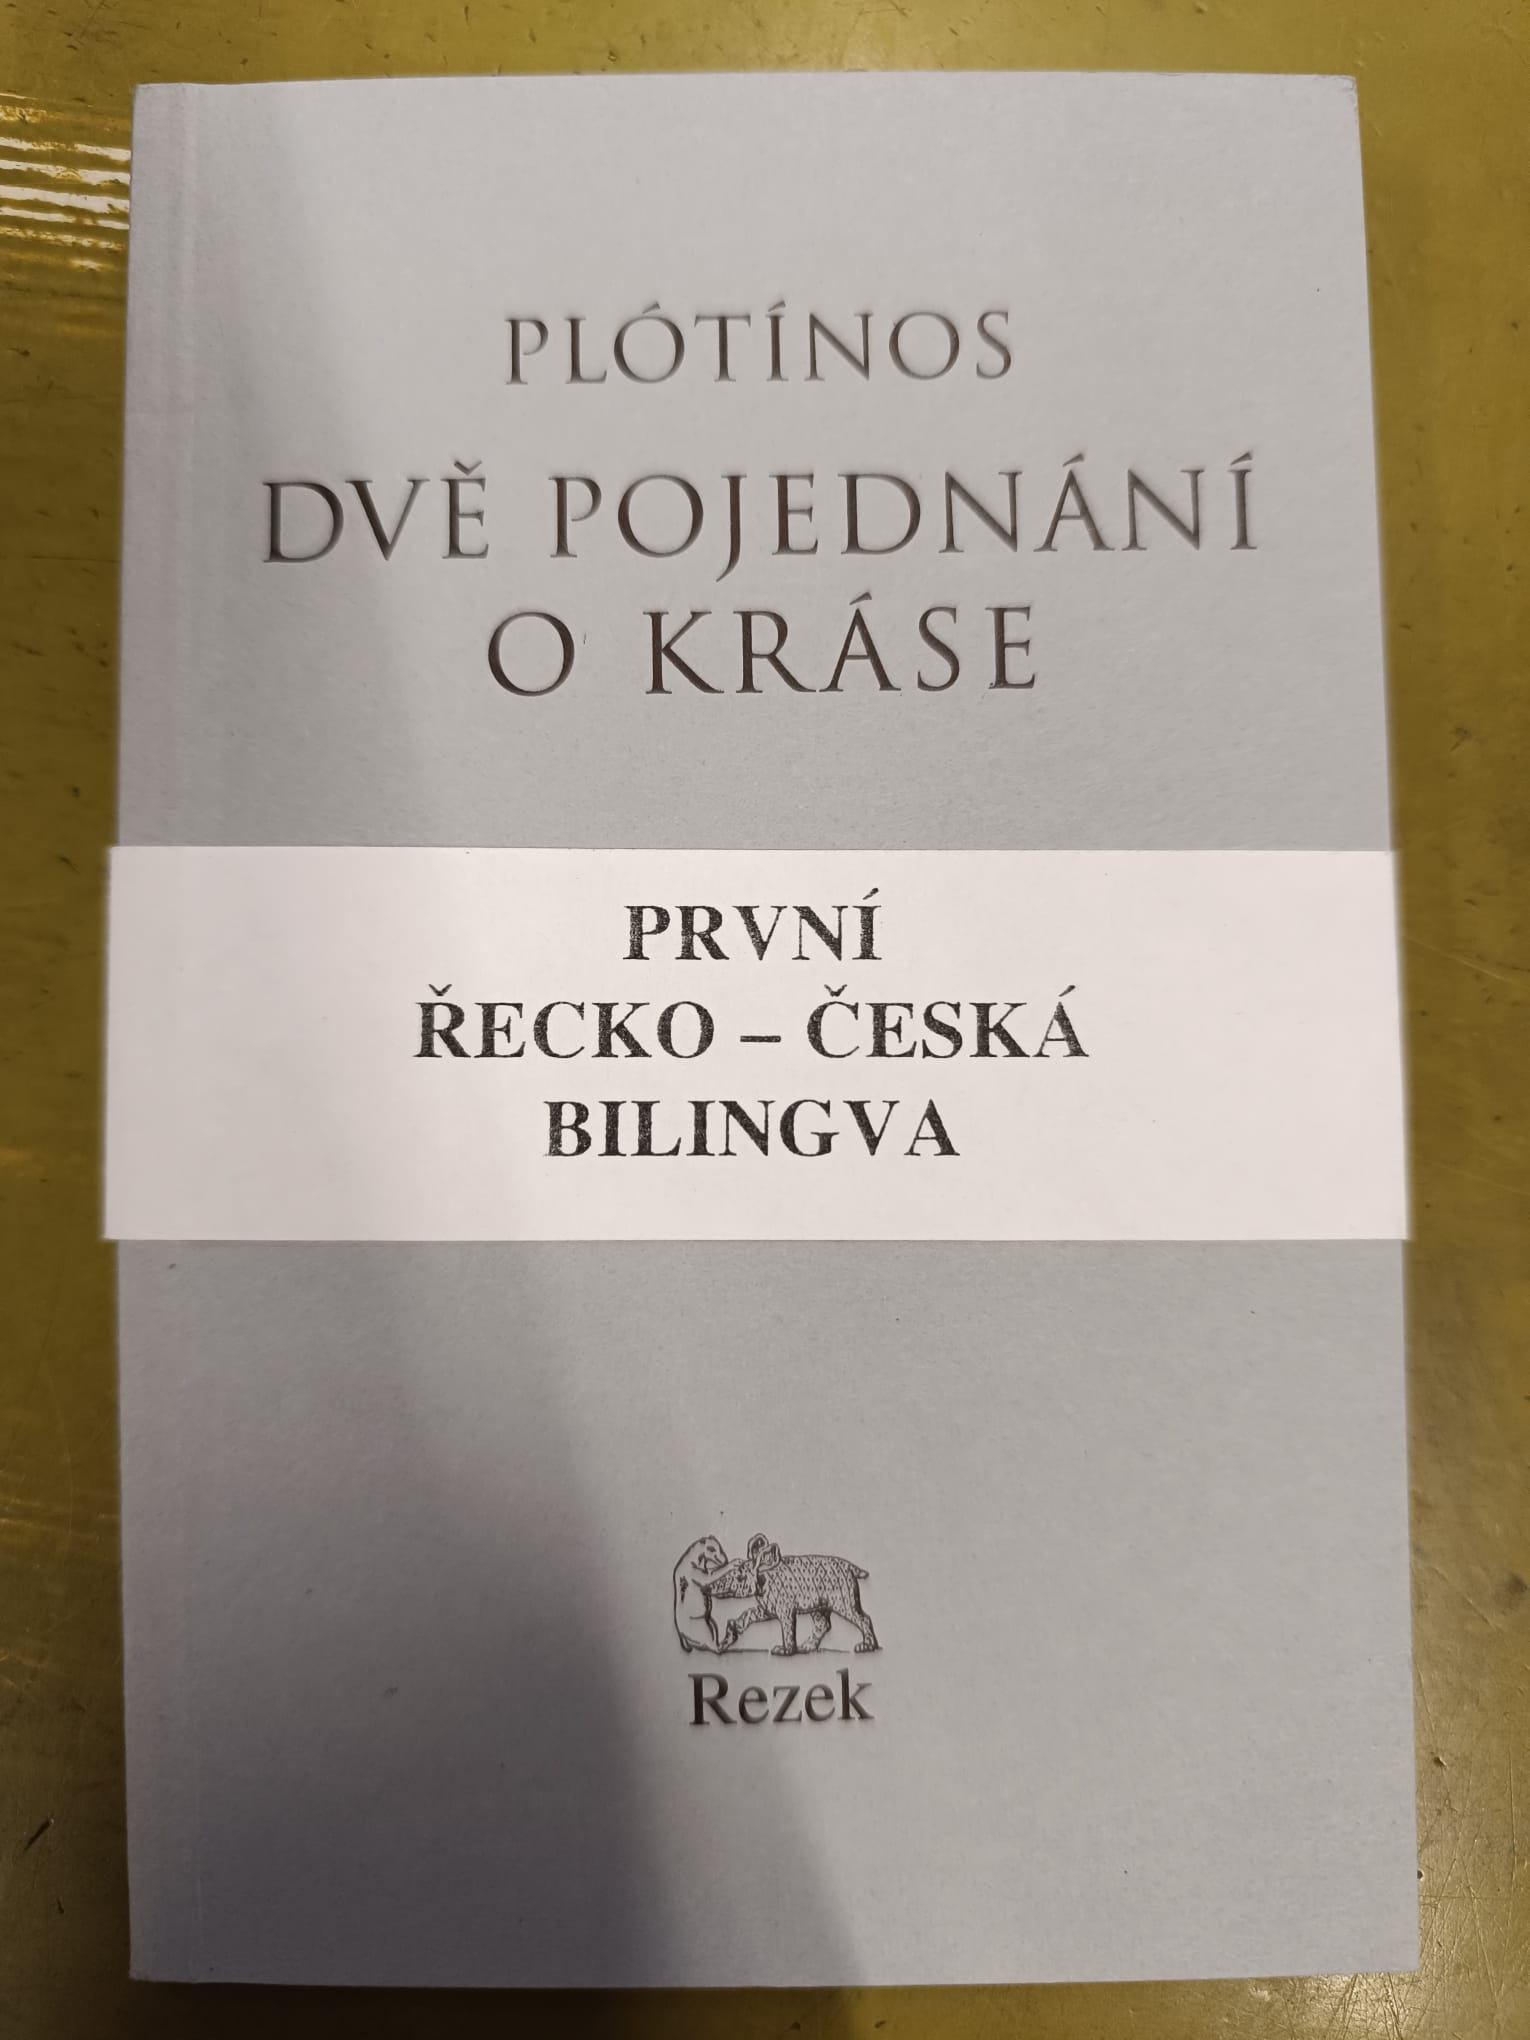 PLÓTÍNOS
DVĚ POJEDNÁNÍ
O KRÁSE
PRVNÍ
ŘECKO – ČESKÁ
BILINGVA
Rezek